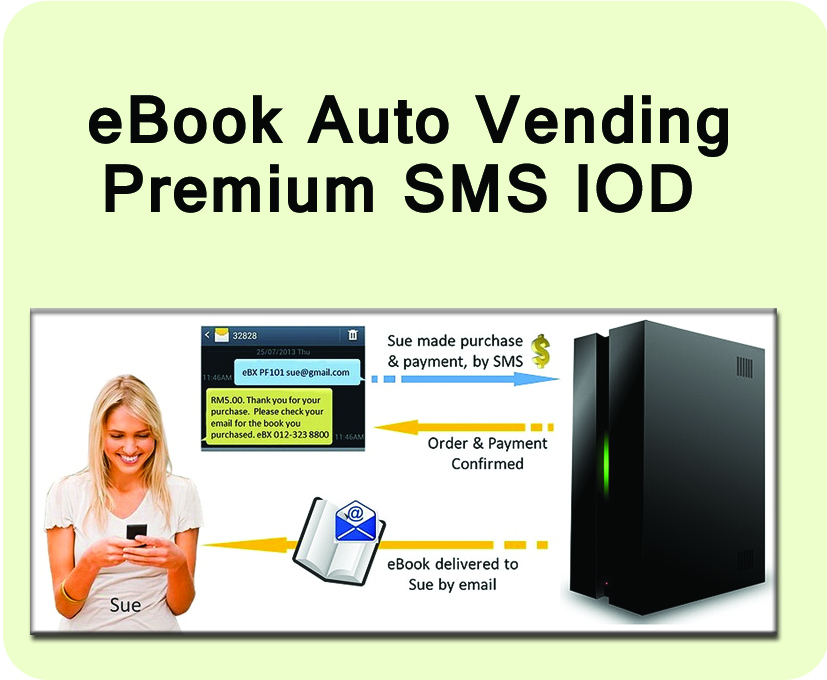 eBook Auto Vending
Premium SMS IOD
32828
25/07/2013 Thu
11:46AM
eBX PF101 sue@gmail.com
RM5.00. Thank you for your
purchase. Please check your
email for the book you
purchased. eBX 012-323 8800
11:46AM
Sue made purchase
& payment, by SMS
$
Order & Payment
Confirmed
@
eBook delivered to
Sue by email
Sue